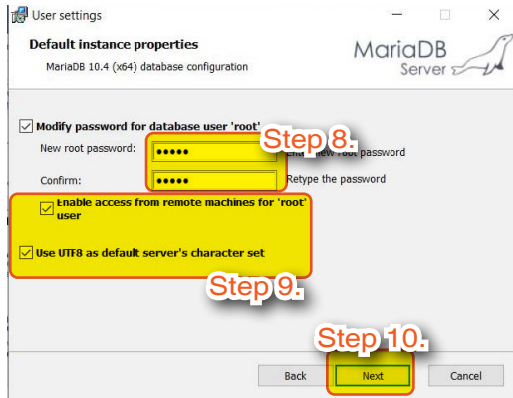 User settings
Default instance properties
MariaDB 10.4 (x64) database configuration
MariaDB
Server
Modify password for database user 'root'
Step 8.
New root password:
new root password
Confirm:
Retype the password
Enable access from remote machines for 'root'
user
Use UTF8 as default server's character set
Step 9.
Step 10.
Back
Next
Cancel